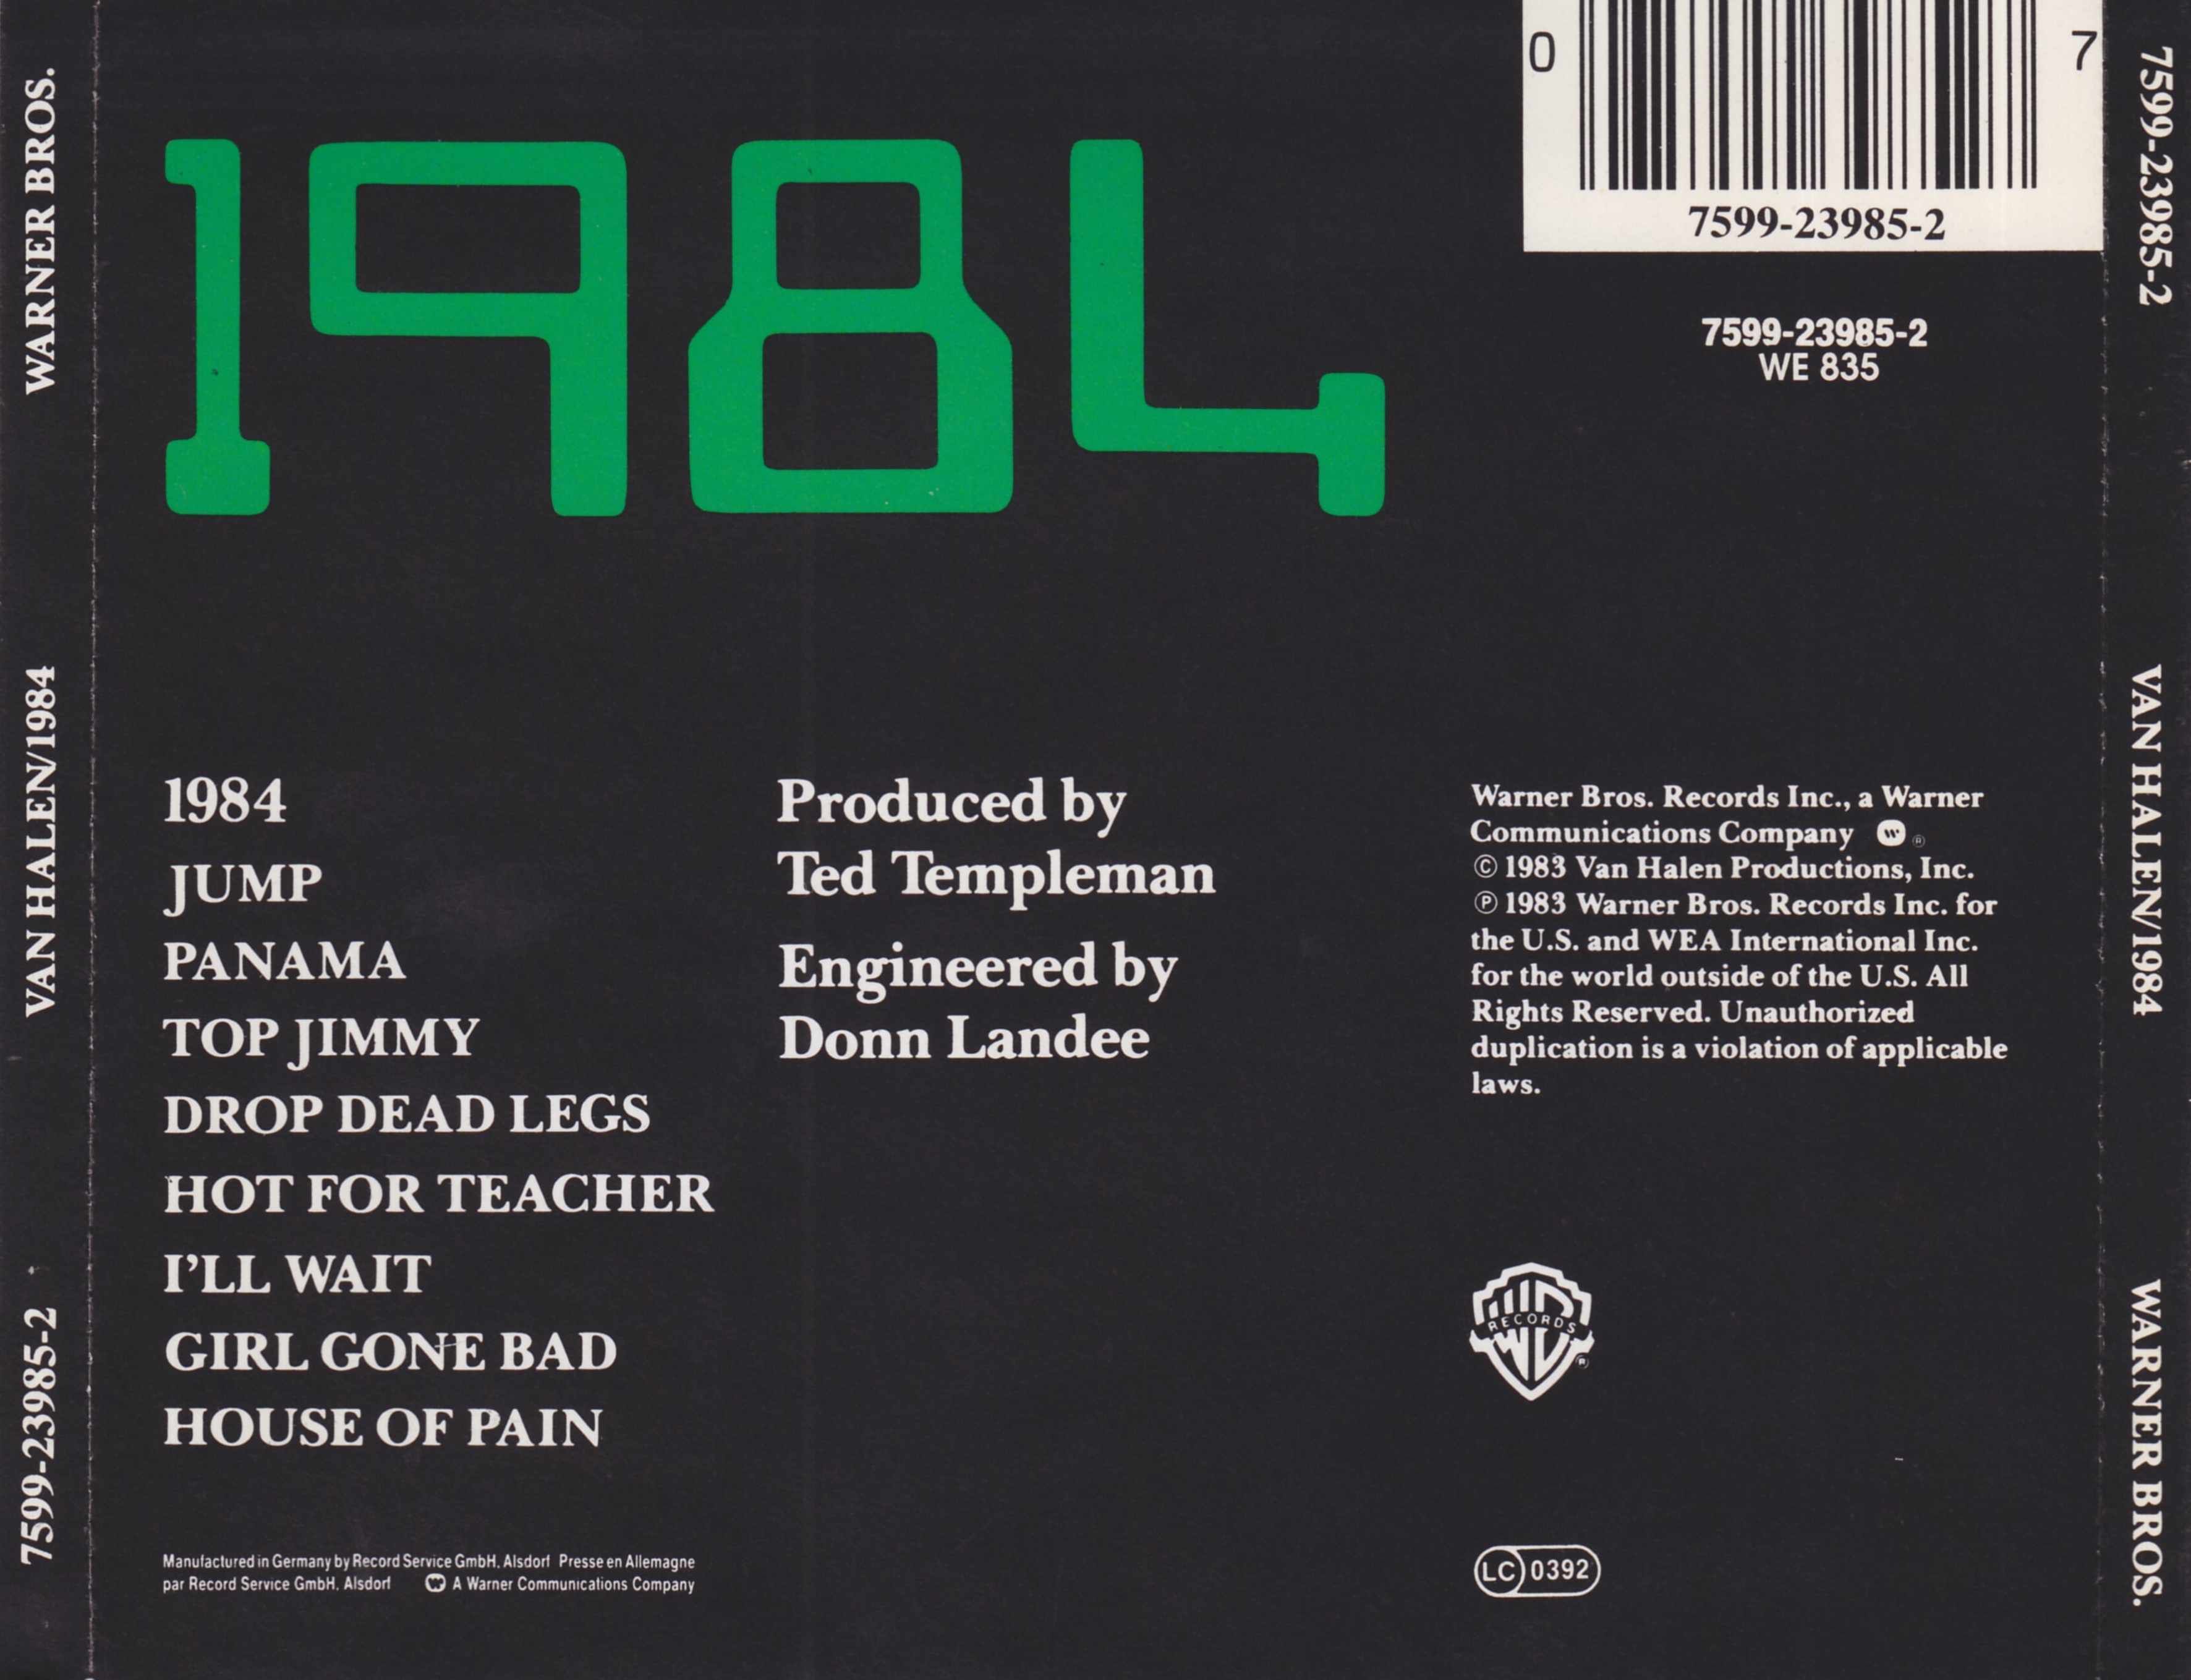 WARNER BROS.
VAN HALEN/1984
7599-23985-2
1984
0 7
7599-23985-2
7599-23985-2
WE 835
1984
JUMP
PANAMA
TOP JIMMY
DROP DEAD LEGS
HOT FOR TEACHER
I'LL WAIT
GIRL GONE BAD
HOUSE OF PAIN
Produced by
Ted Templeman
Engineered by
Donn Landee
Warner Bros. Records Inc., a Warner
Communications Company W ®
© 1983 Van Halen Productions, Inc.
℗ 1983 Warner Bros. Records Inc. for
the U.S. and WEA International Inc.
for the world outside of the U.S. All
Rights Reserved. Unauthorized
duplication is a violation of applicable
laws.
WB
RECORDS
®
Manufactured in Germany by Record Service GmbH, Alsdorf Presse en Allemagne
par Record Service GmbH, Alsdorf W A Warner Communications Company
LC 0392
7599-23985-2
VAN HALEN/1984
WARNER BROS.